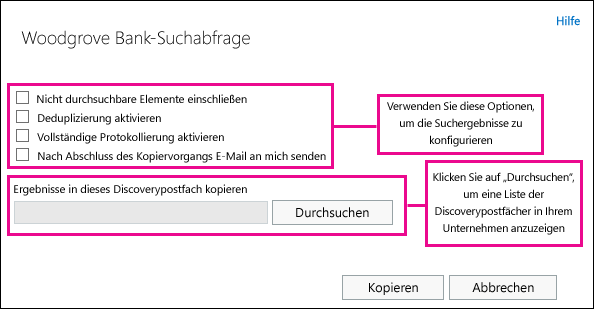 Hilfe
Woodgrove Bank-Suchabfrage
Nicht durchsuchbare Elemente einschließen
Deduplizierung aktivieren
Vollständige Protokollierung aktivieren
Nach Abschluss des Kopiervorgangs E-Mail an mich senden
Verwenden Sie diese Optionen,
um die Suchergebnisse zu
konfigurieren
Ergebnisse in dieses Discoverypostfach kopieren
Durchsuchen
Klicken Sie auf „Durchsuchen“,
um eine Liste der
Discoverypostfächer in Ihrem
Unternehmen anzuzeigen
Kopieren
Abbrechen